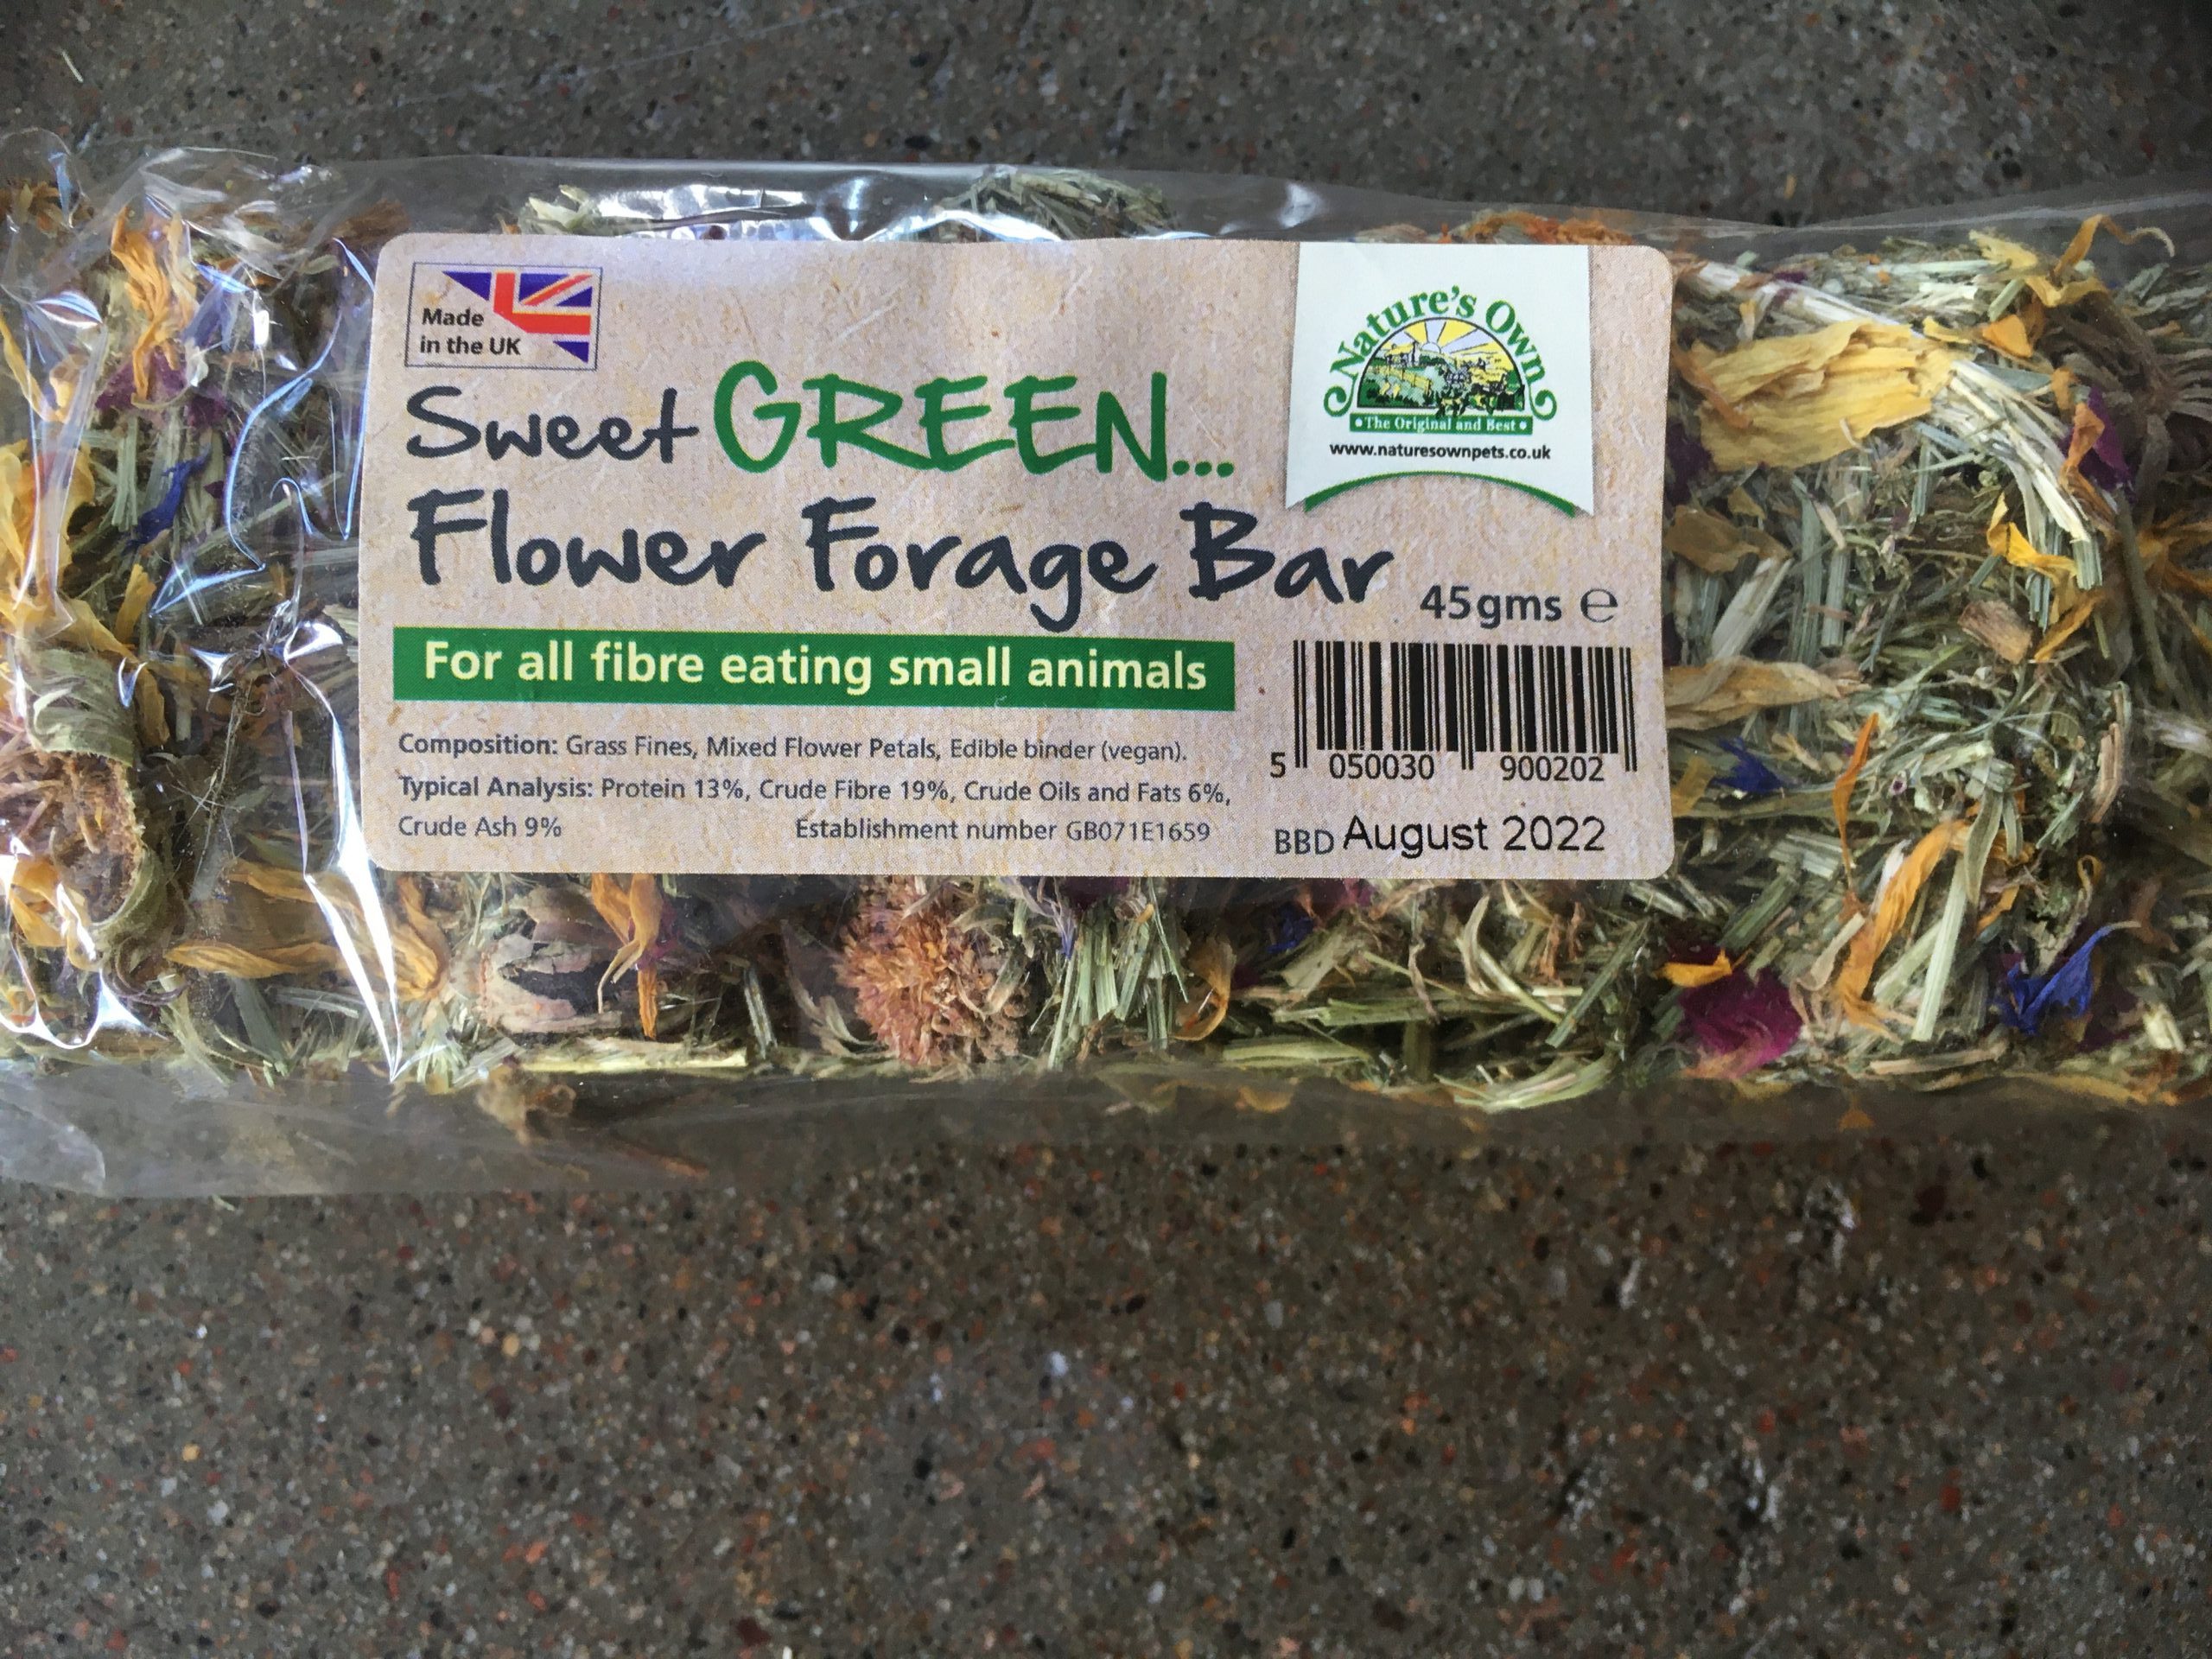 Made
in the UK
Nature's Own
• The Original and Best •
www.naturesownpets.co.uk
Sweet GREEN...
Flower Forage Bar
45gms ℮
For all fibre eating small animals
Composition: Grass Fines, Mixed Flower Petals, Edible binder (vegan).
Typical Analysis: Protein 13%, Crude Fibre 19%, Crude Oils and Fats 6%,
Crude Ash 9% Establishment number GB071E1659
5 050030 900202
BBD August 2022